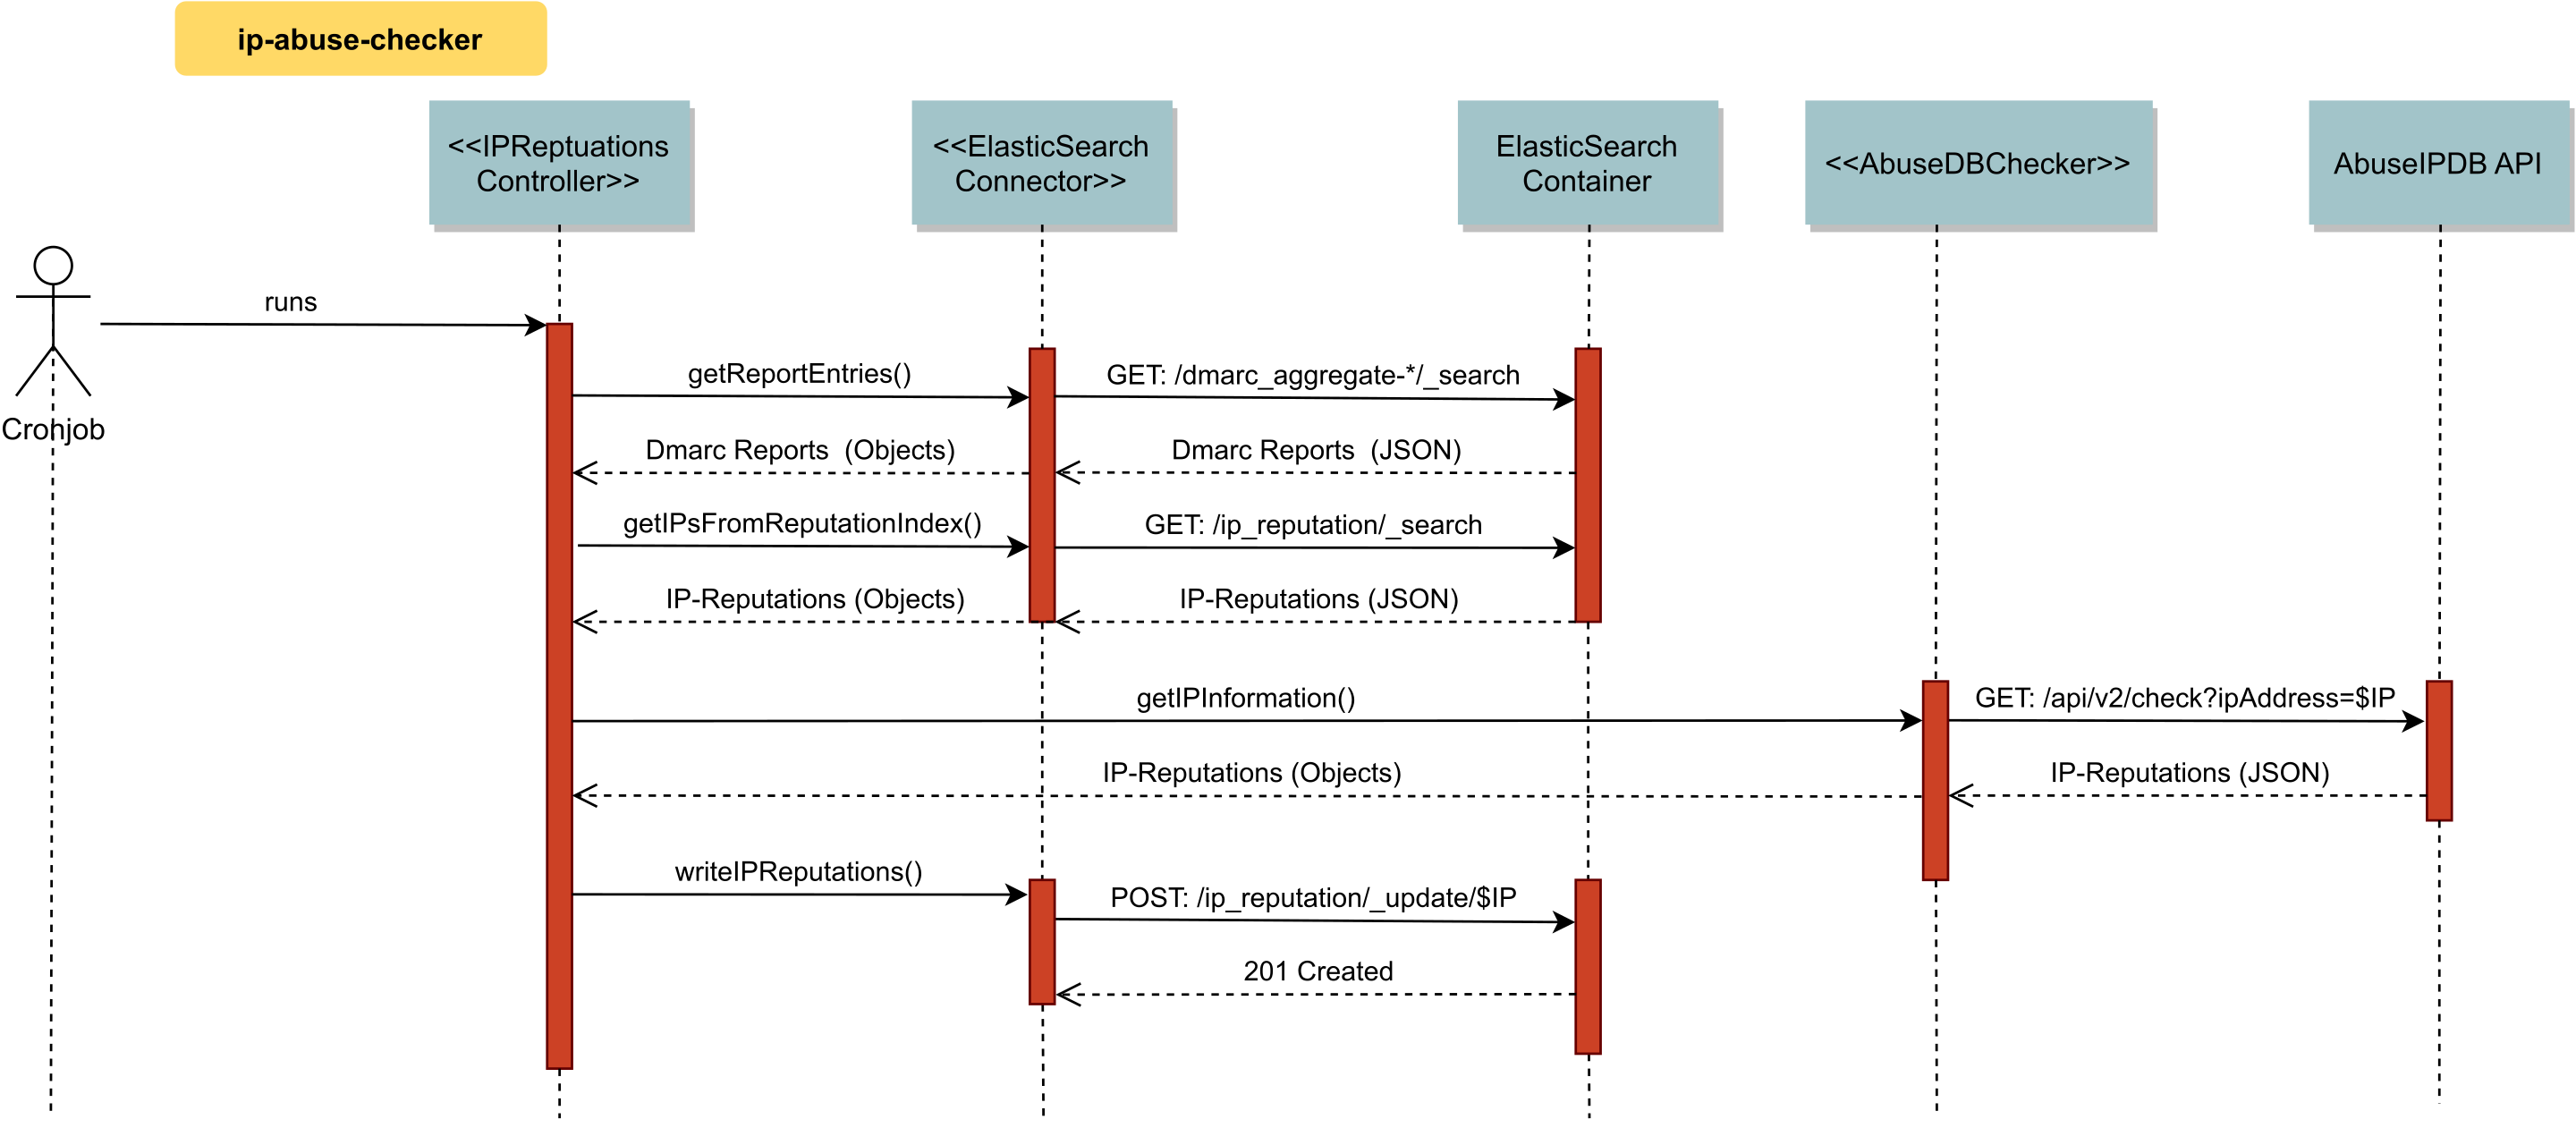 ip-abuse-checker
<<IPReptuations
Controller>>
<<ElasticSearch
Connector>>
ElasticSearch
Container
<<AbuseDBChecker>>
AbuseIPDB API
Cronjob
runs
getReportEntries()
GET: /dmarc_aggregate-*/_search
Dmarc Reports  (Objects)
Dmarc Reports  (JSON)
getIPsFromReputationIndex()
GET: /ip_reputation/_search
IP-Reputations (Objects)
IP-Reputations (JSON)
getIPInformation()
GET: /api/v2/check?ipAddress=$IP
IP-Reputations (Objects)
IP-Reputations (JSON)
writeIPReputations()
POST: /ip_reputation/_update/$IP
201 Created